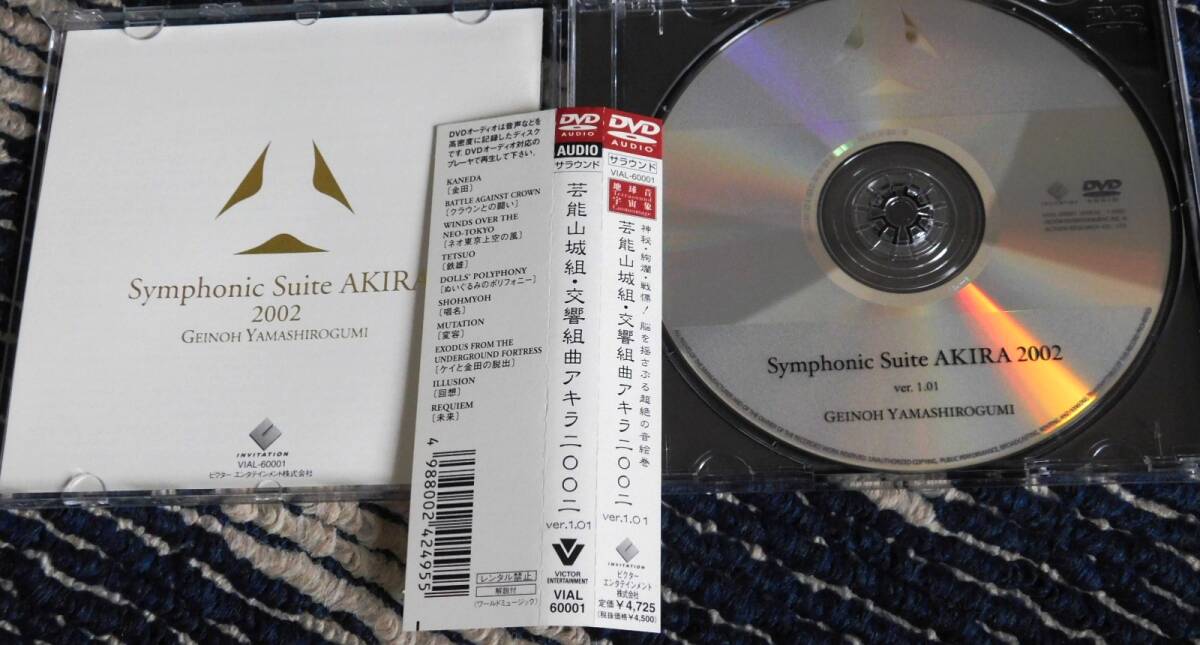 Symphonic Suite AKIRA
2002
GEINOH YAMASHIROGUMI
INVITATION
VIAL-60001
ビクター エンタテインメント株式会社
DVDオーディオは音声などを
高密度に記録したディスク
です。DVDオーディオ対応の
プレーヤで再生して下さい。
KANEDA
［金田］
BATTLE AGAINST CROWN
［クラウンとの闘い］
WINDS OVER THE
NEO-TOKYO
［ネオ東京上空の風］
TETSUO
［鉄雄］
DOLLS' POLYPHONY
［ぬいぐるみのポリフォニー］
SHOHMYOH
［唱名］
MUTATION
［変容］
EXODUS FROM THE
UNDERGROUND FORTRESS
［ケイと金田の脱出］
ILLUSION
［回想］
REQUIEM
［未来］
4 988002 424955
レンタル禁止
解説付
(ワールドミュージック)
DVD
AUDIO
AUDIO
サラウンド
芸能山城組・交響組曲アキラ二〇〇二
ver.1.01
VICTOR
ENTERTAINMENT
VIAL
60001
DVD
AUDIO
サラウンド
VIAL-60001
地球音
宇宙象
神秘・絢爛・戦慄！脳を揺さぶる超絶の音絵巻
芸能山城組・交響組曲アキラ二〇〇二
ver.1.01
INVITATION
ビクター
エンタテインメント
株式会社
定価¥4,725
(税抜価格¥4,500)
DVD
Symphonic Suite AKIRA 2002
ver. 1.01
GEINOH YAMASHIROGUMI